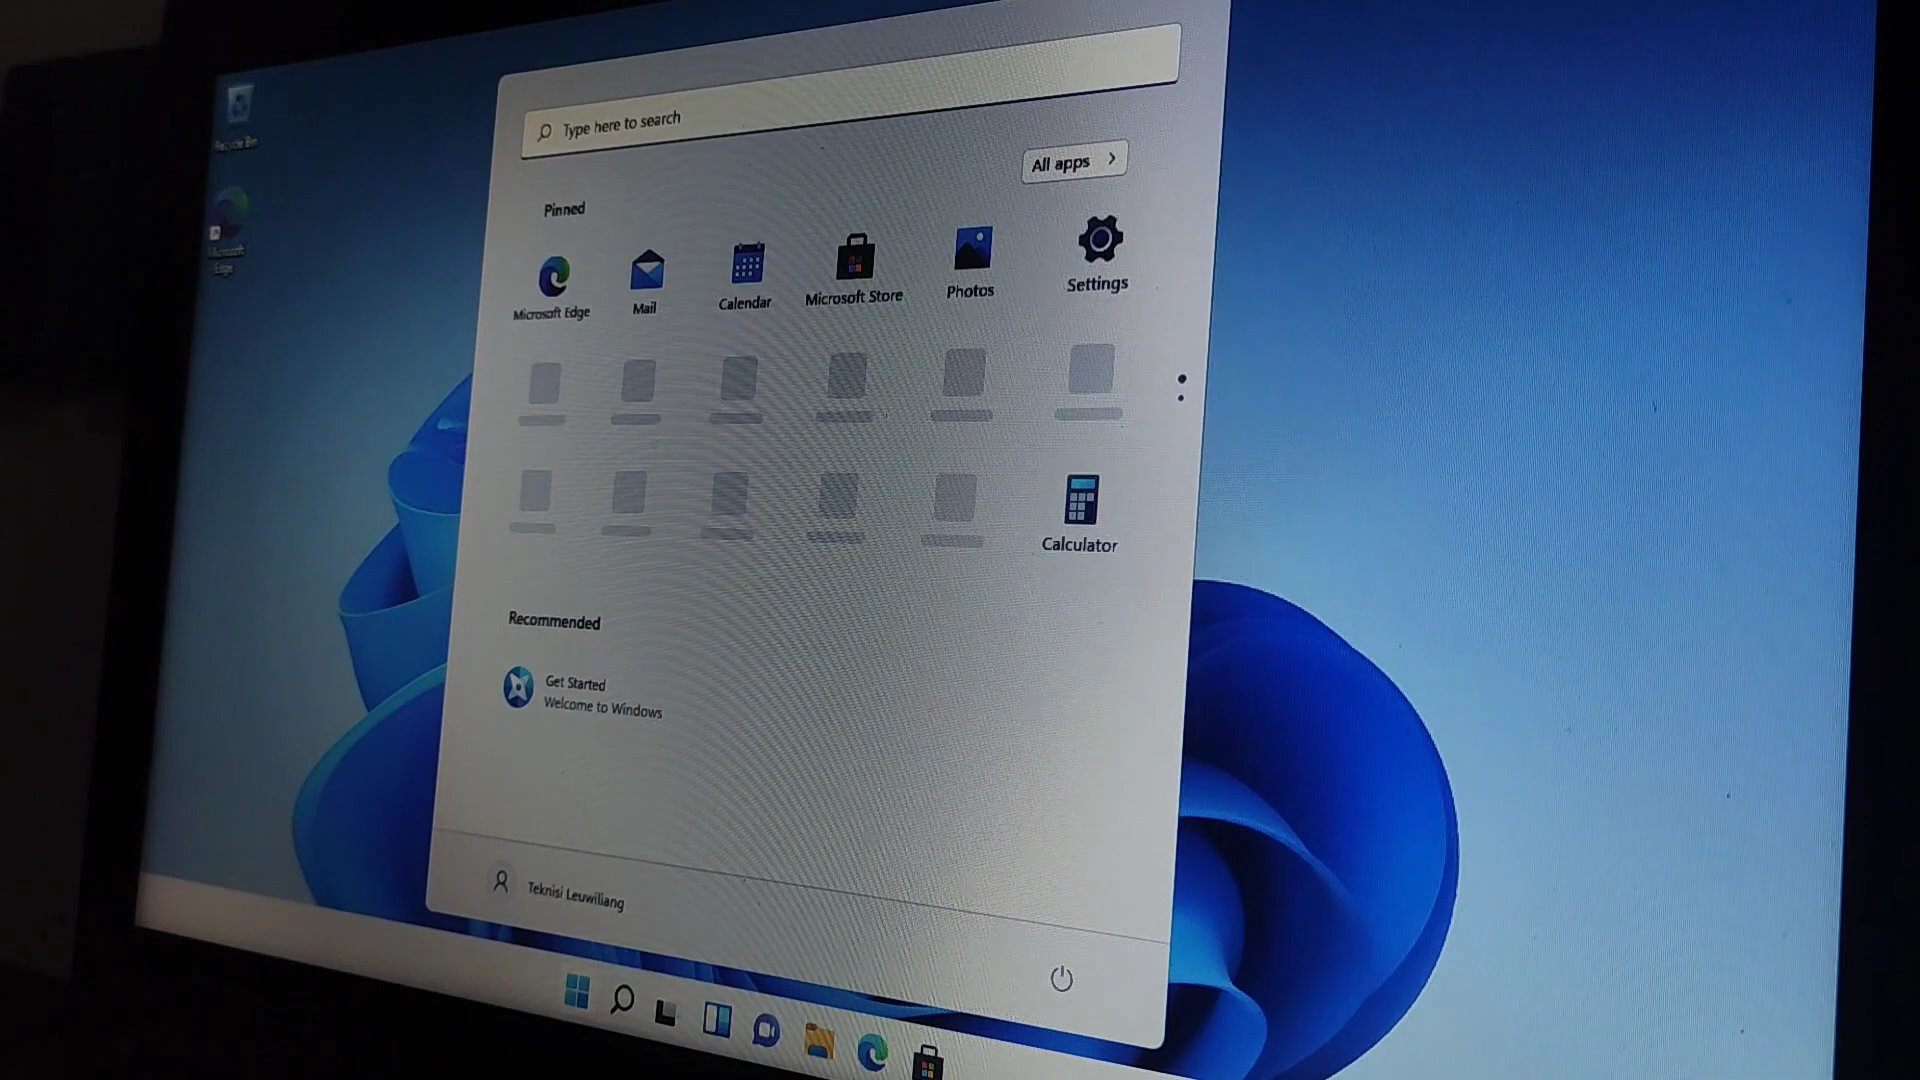 Recycle Bin
Microsoft
Edge
Type here to search
All apps
Pinned
Microsoft Edge
Mail
Calendar
Microsoft Store
Photos
Settings
Calculator
Recommended
Get Started
Welcome to Windows
Teknisi Leuwiliang